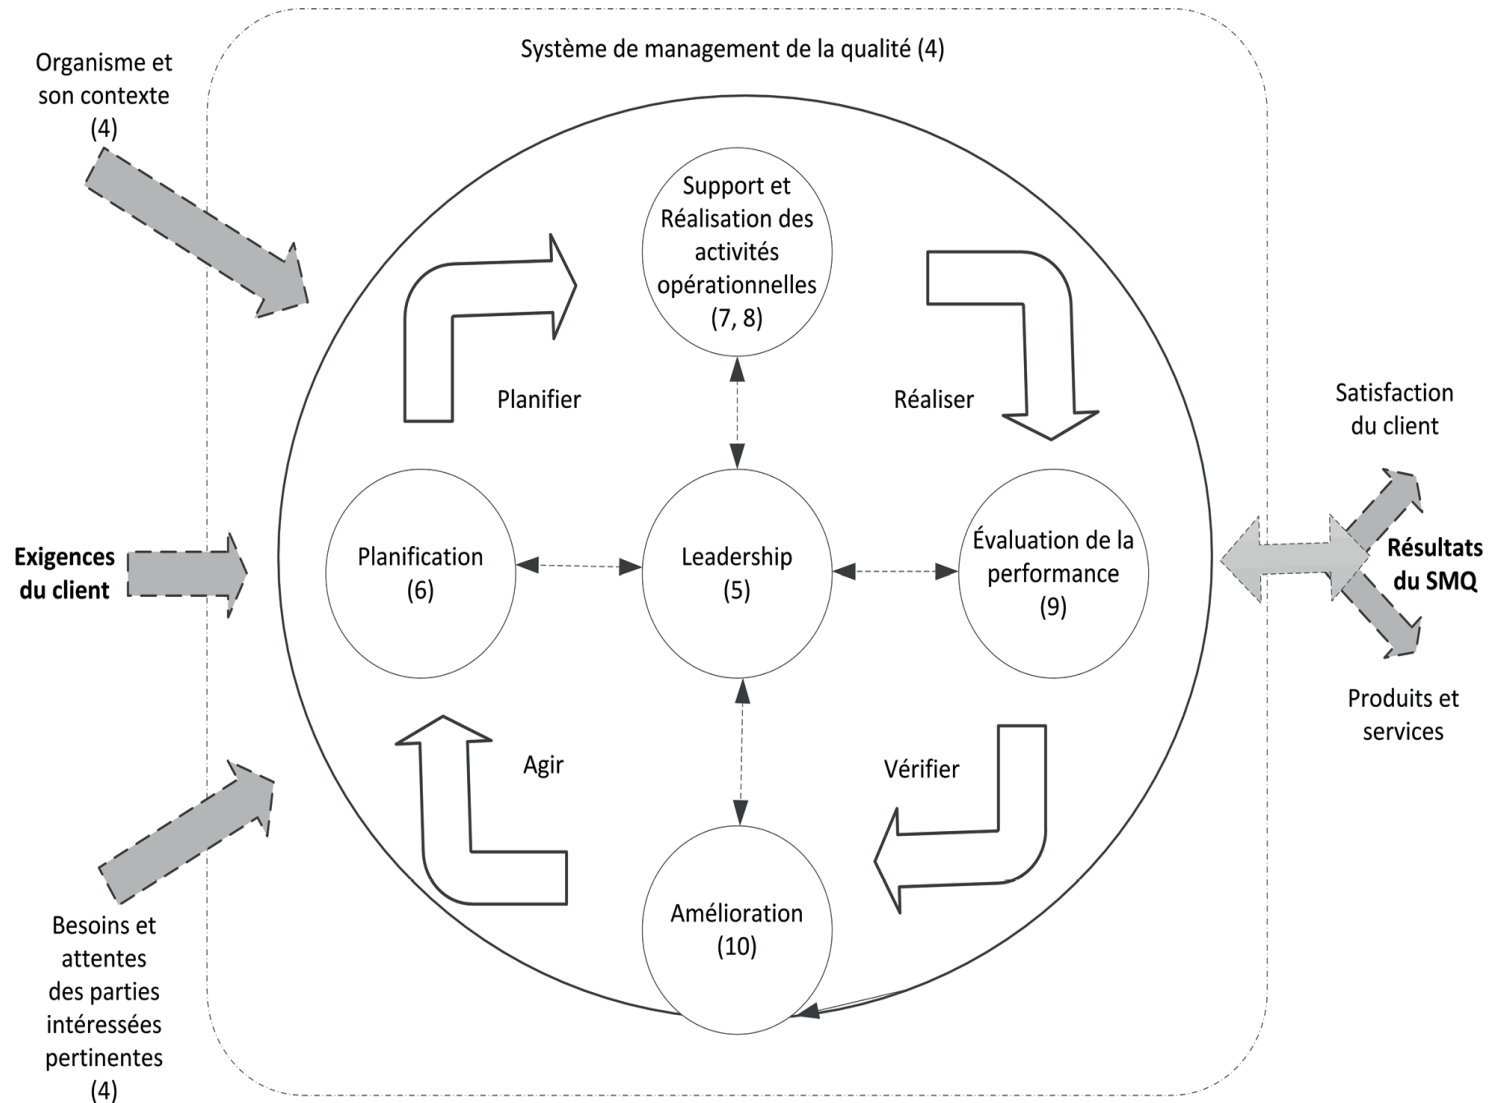 Système de management de la qualité (4)
Organisme et
son contexte
(4)
Support et
Réalisation des
activités
opérationnelles
(7, 8)
Planifier
Réaliser
Satisfaction
du client
Exigences
du client
Planification
(6)
Leadership
(5)
Évaluation de la
performance
(9)
Résultats
du SMQ
Produits et
services
Agir
Vérifier
Amélioration
(10)
Besoins et
attentes
des parties
intéressées
pertinentes
(4)